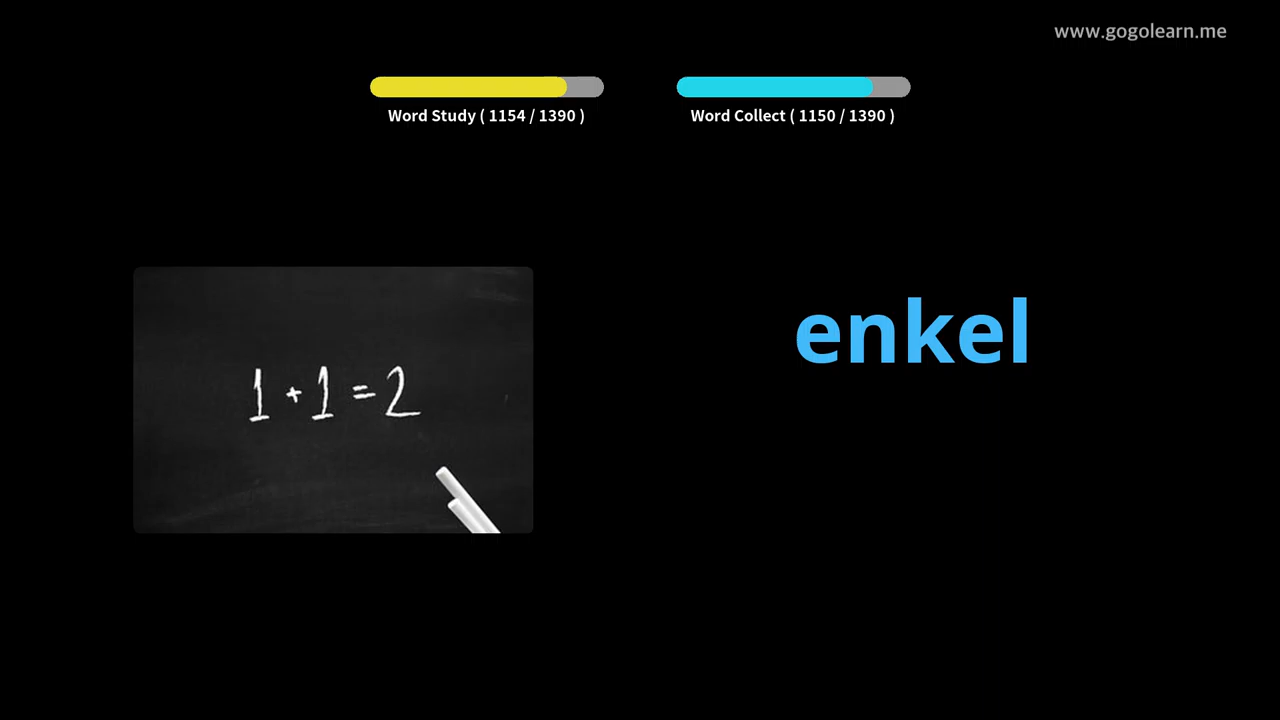 www.gogolearn.me
Word Study ( 1154 / 1390 )
Word Collect ( 1150 / 1390 )
enkel
1 + 1 = 2